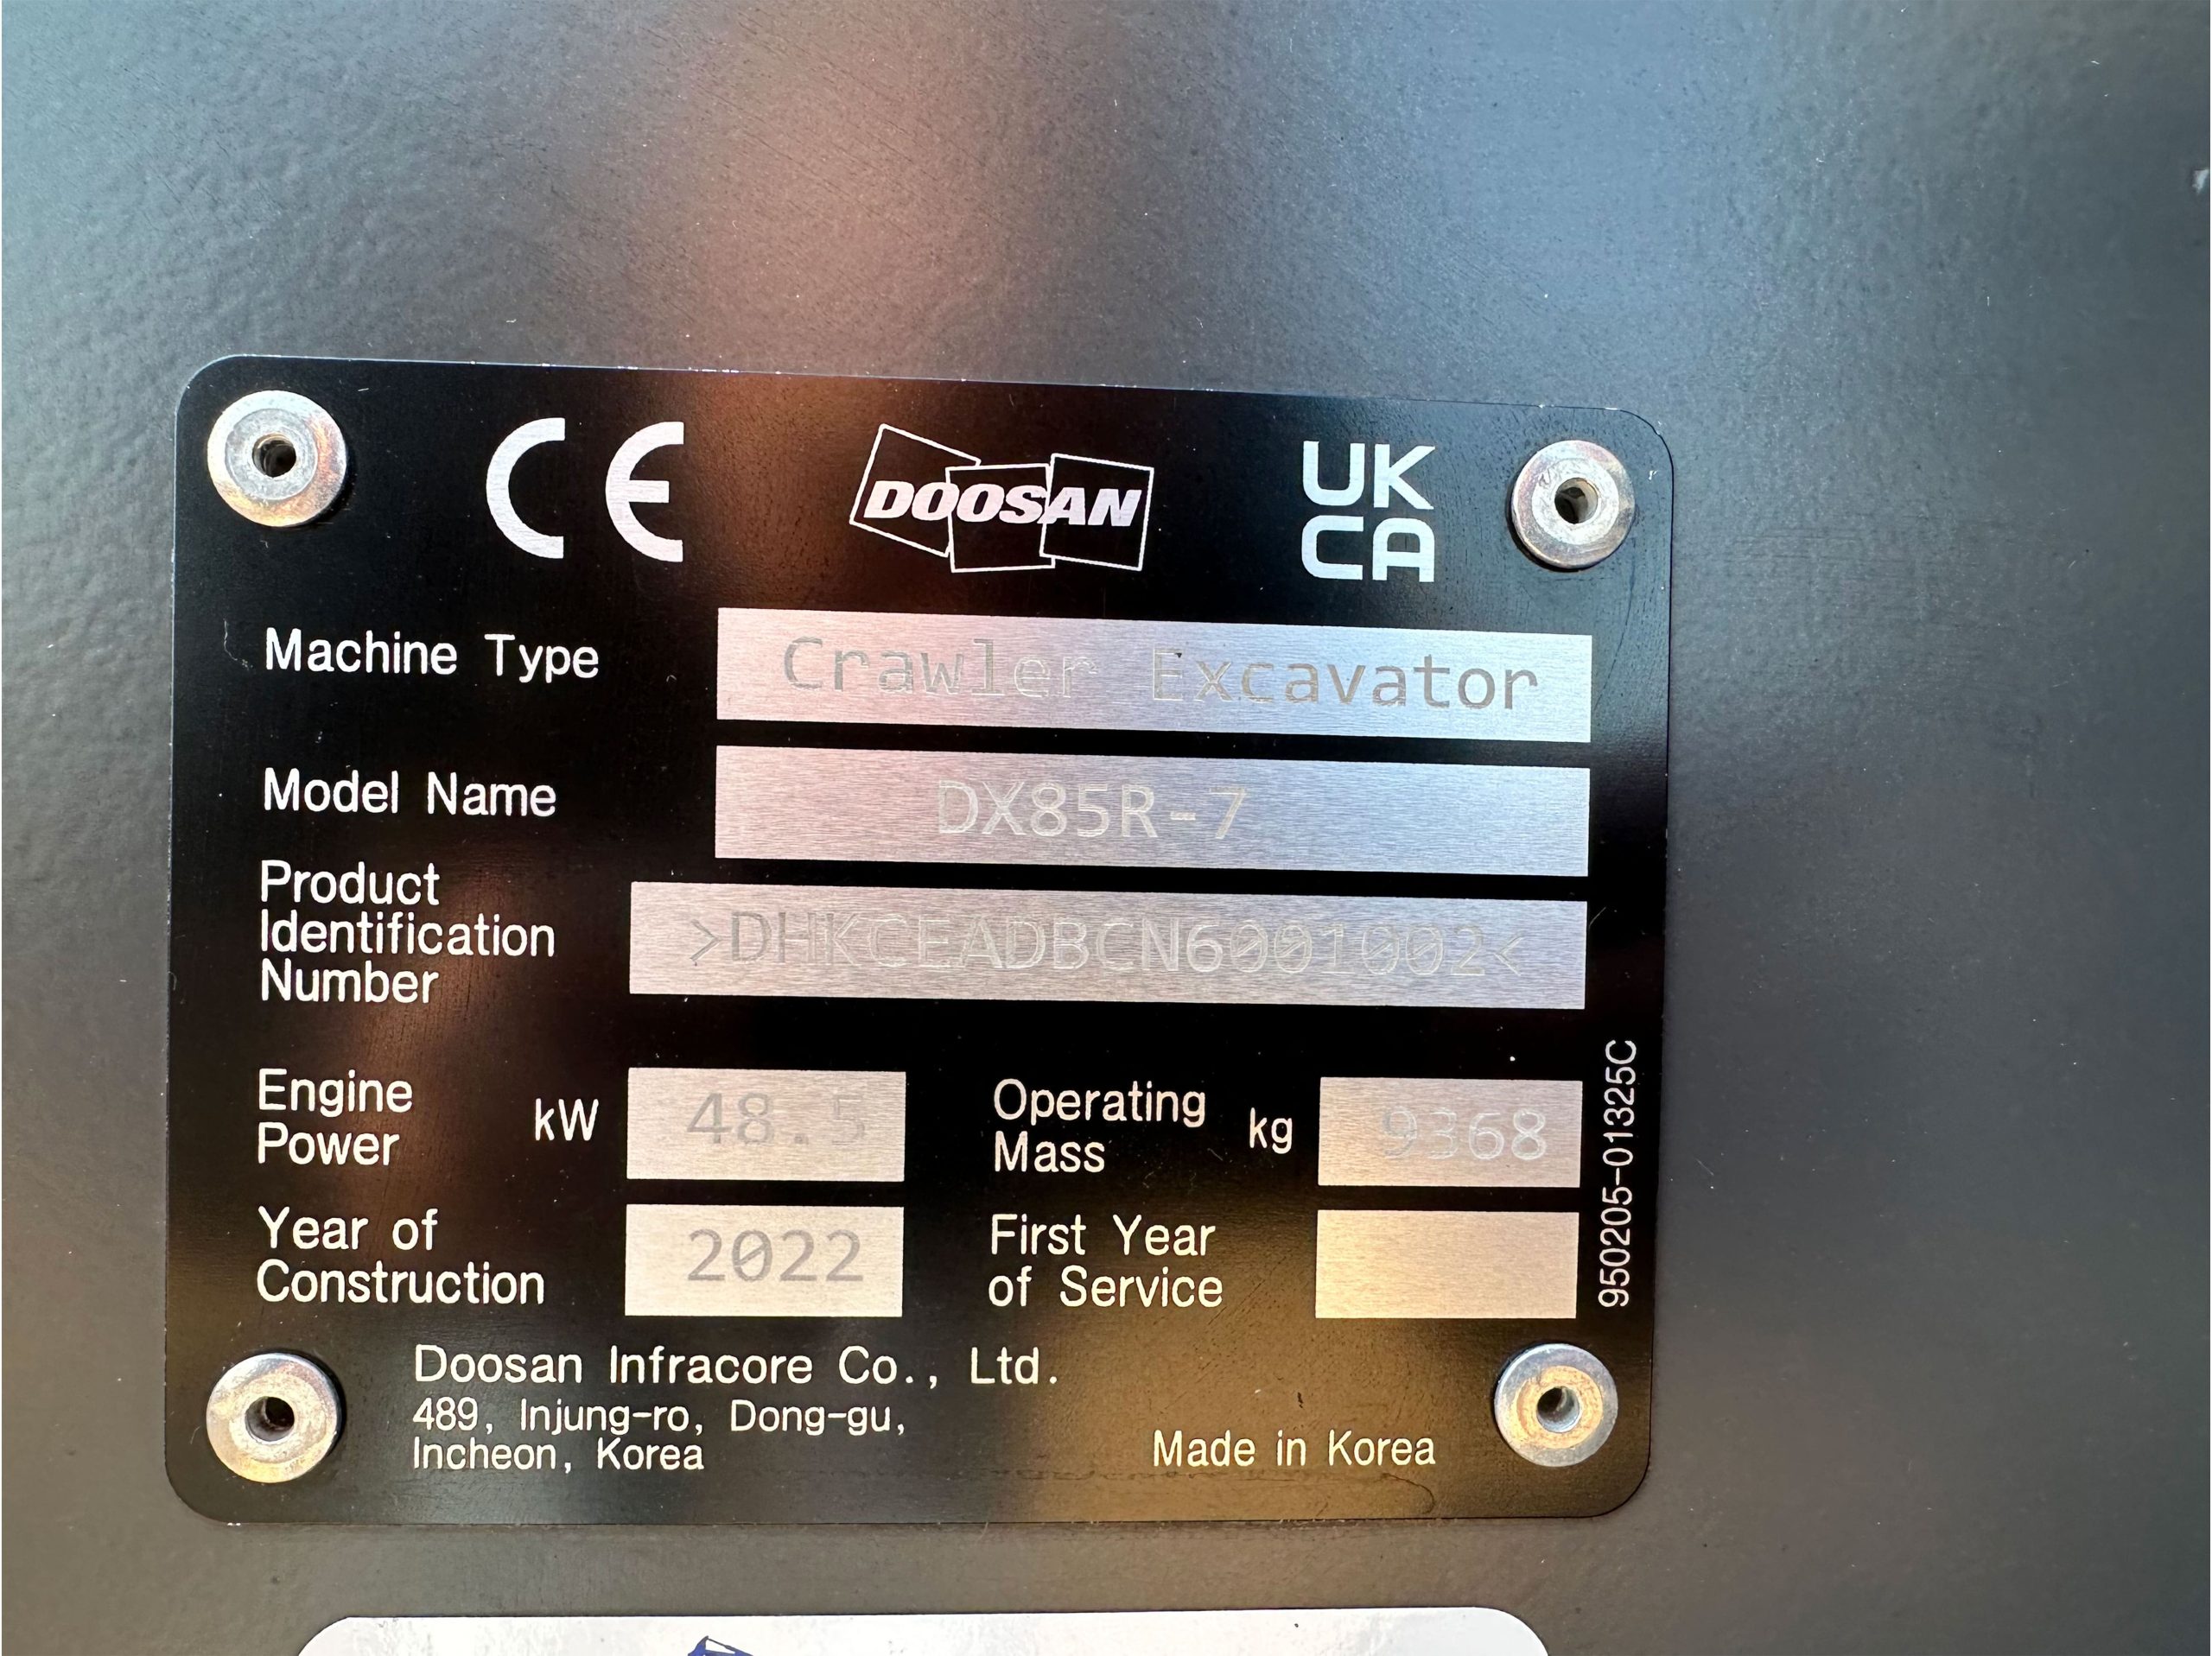 CE
DOOSAN
UK
CA
Machine Type
Crawler Excavator
Model Name
DX85R-7
Product
Identification
Number
>DHKCEADBCN6001002<
Engine
Power
kW
48.5
Operating
Mass
kg
9368
Year of
Construction
2022
First Year
of Service
950205-01325C
Doosan Infracore Co., Ltd.
489, Injung-ro, Dong-gu,
Incheon, Korea
Made in Korea